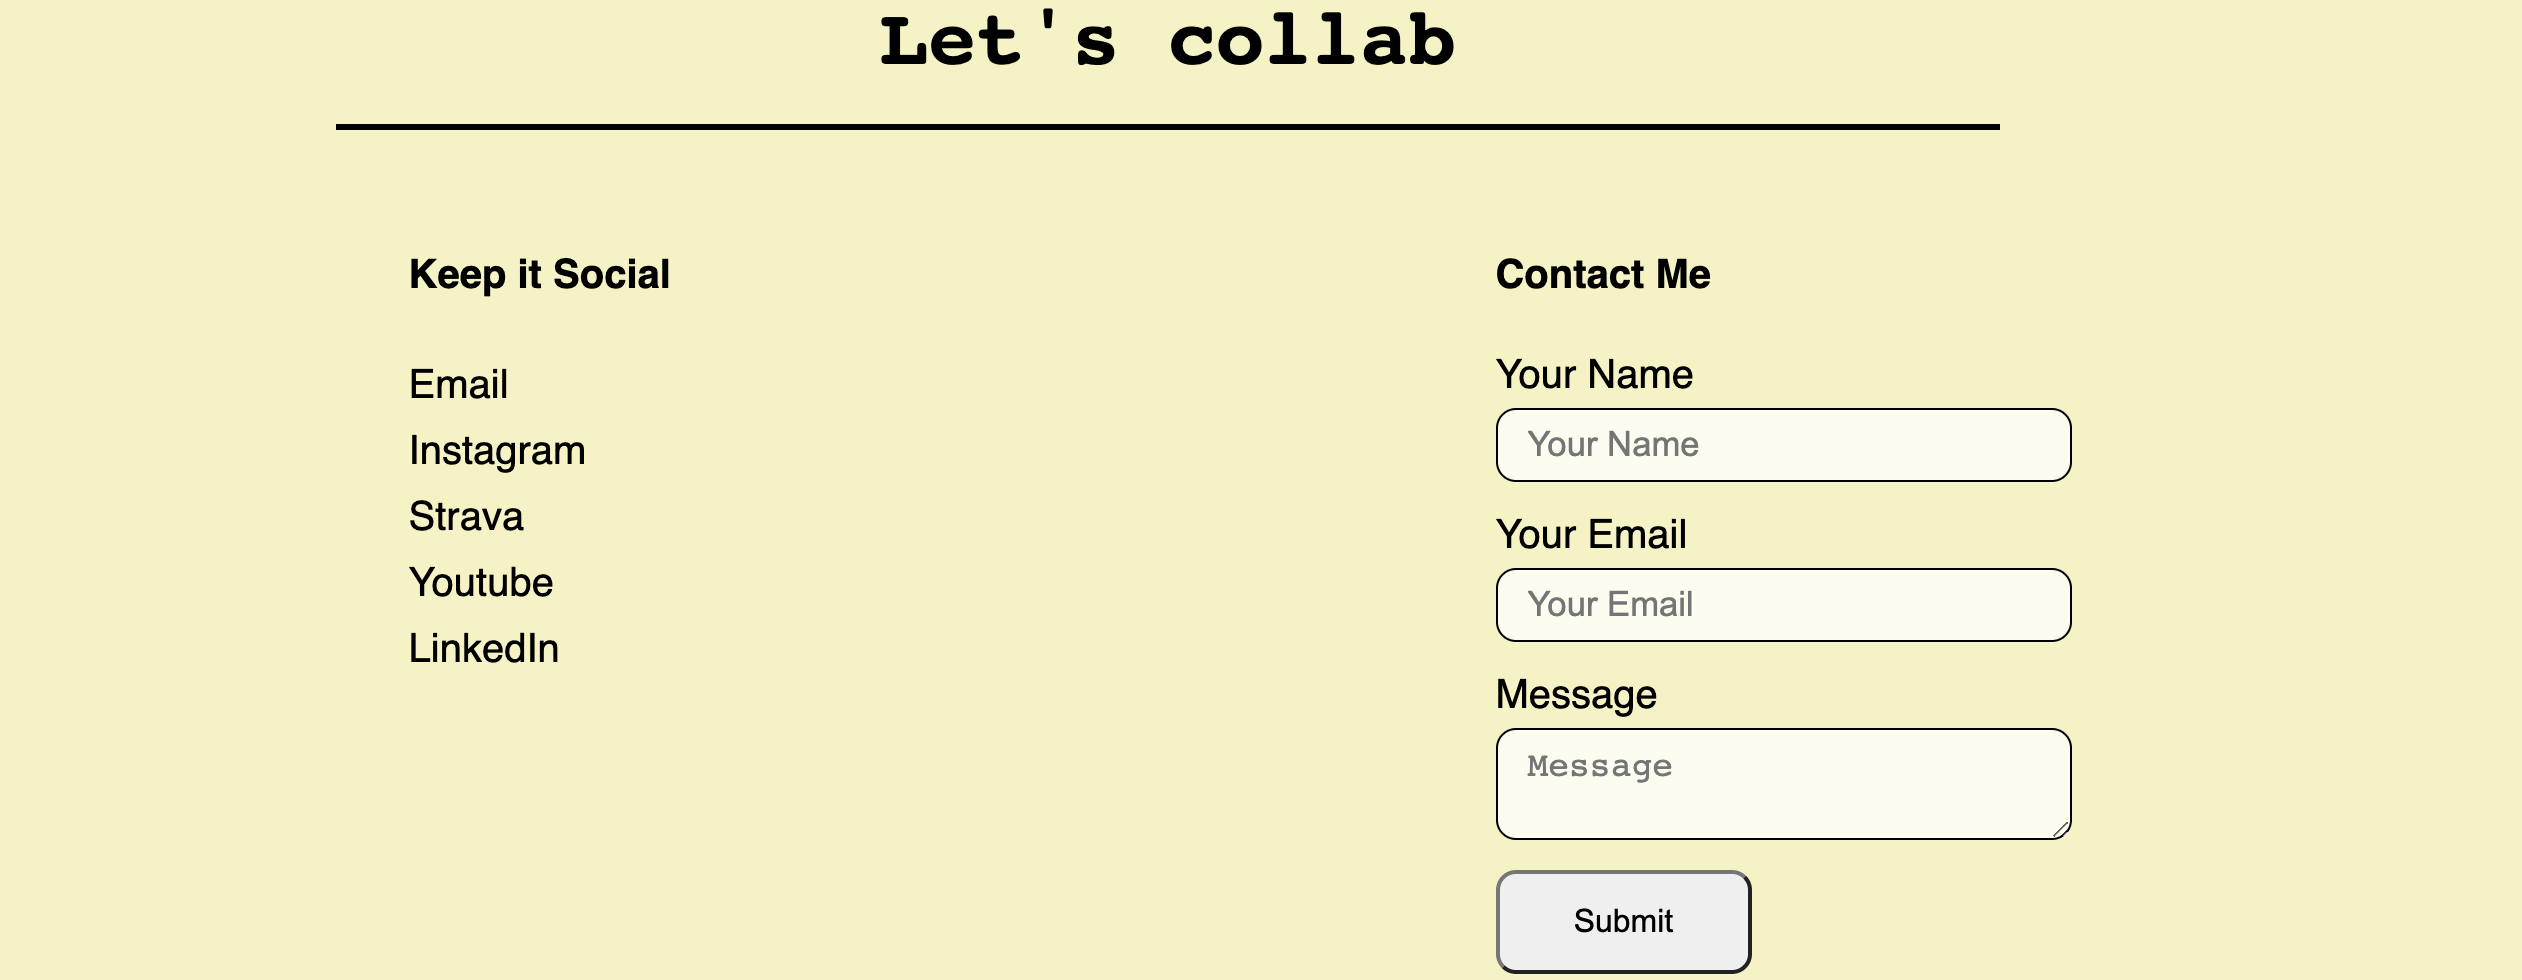 Let's collab
Keep it Social
Email
Instagram
Strava
Youtube
LinkedIn
Contact Me
Your Name
Your Name
Your Email
Your Email
Message
Message
Submit